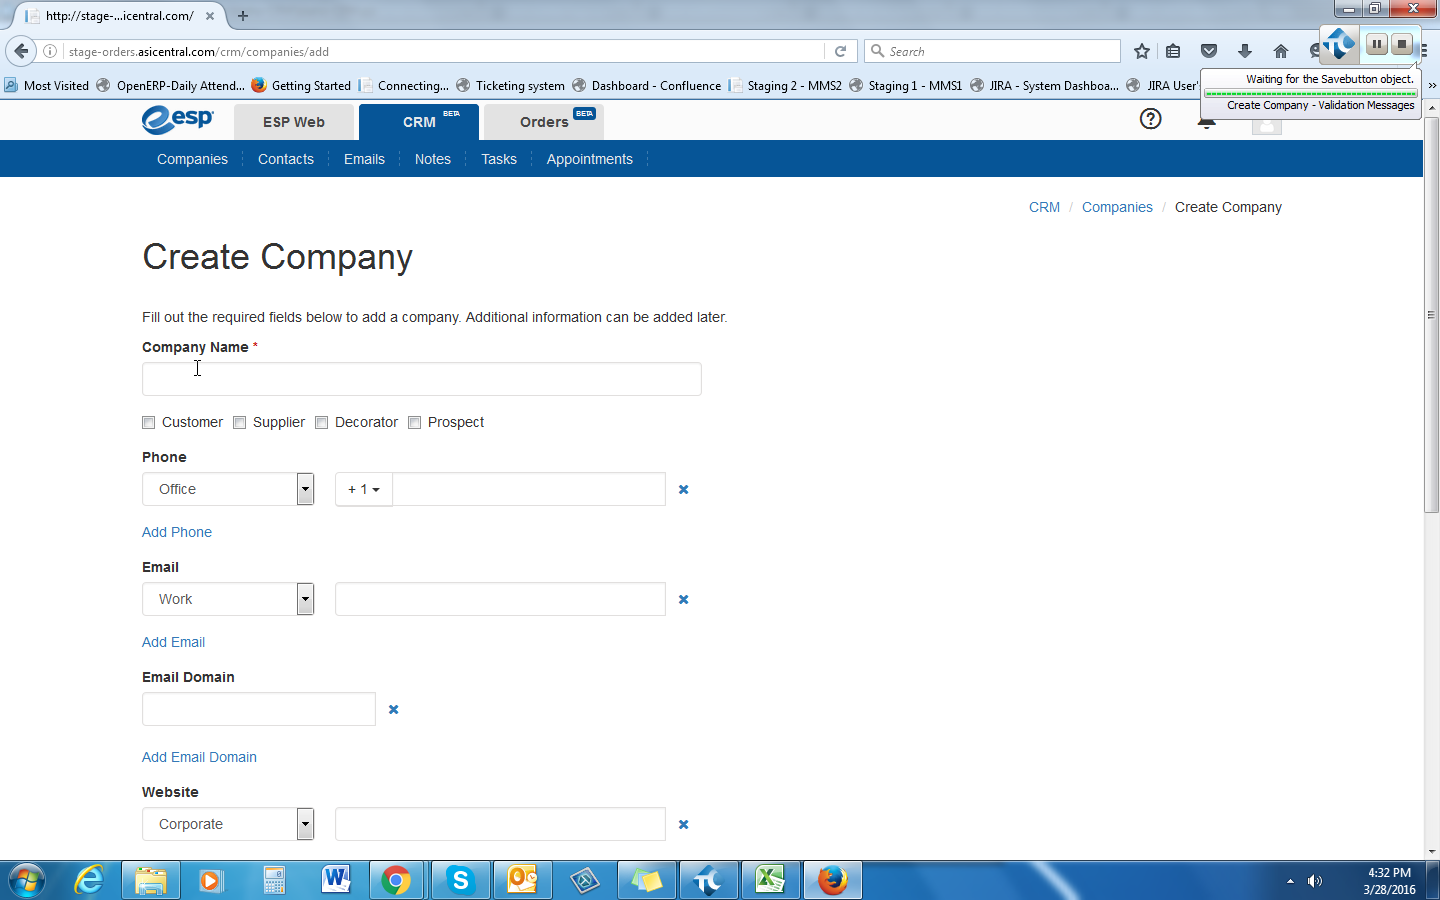 http://stage-...icentral.com/
stage-orders.asicentral.com/crm/companies/add
Search
Most Visited
OpenERP-Daily Attend...
Getting Started
Connecting...
Ticketing system
Dashboard - Confluence
Staging 2 - MMS2
Staging 1 - MMS1
JIRA - System Dashboa...
JIRA User'
Waiting for the Savebutton object.
Create Company - Validation Messages
esp
ESP Web
CRM BETA
Orders BETA
Companies
Contacts
Emails
Notes
Tasks
Appointments
CRM / Companies / Create Company
Create Company
Fill out the required fields below to add a company. Additional information can be added later.
Company Name *
Customer
Supplier
Decorator
Prospect
Phone
Office
+ 1
Add Phone
Email
Work
Add Email
Email Domain
Add Email Domain
Website
Corporate
4:32 PM
3/28/2016